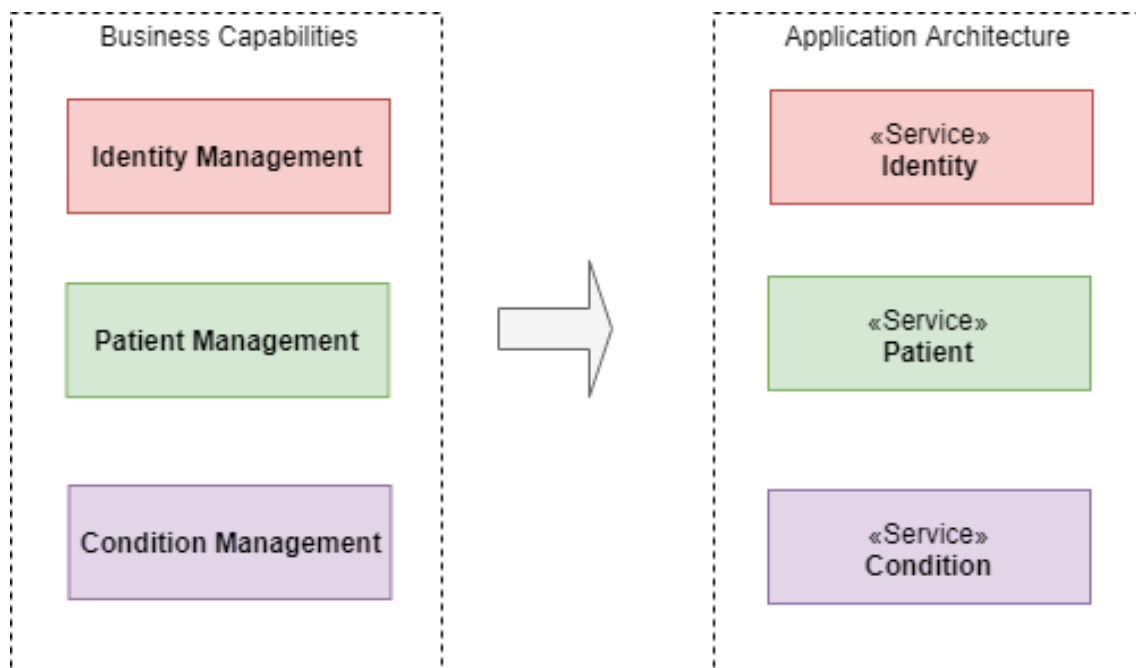 Business Capabilities
Identity Management
Patient Management
Condition Management
Application Architecture
«Service»
Identity
«Service»
Patient
«Service»
Condition